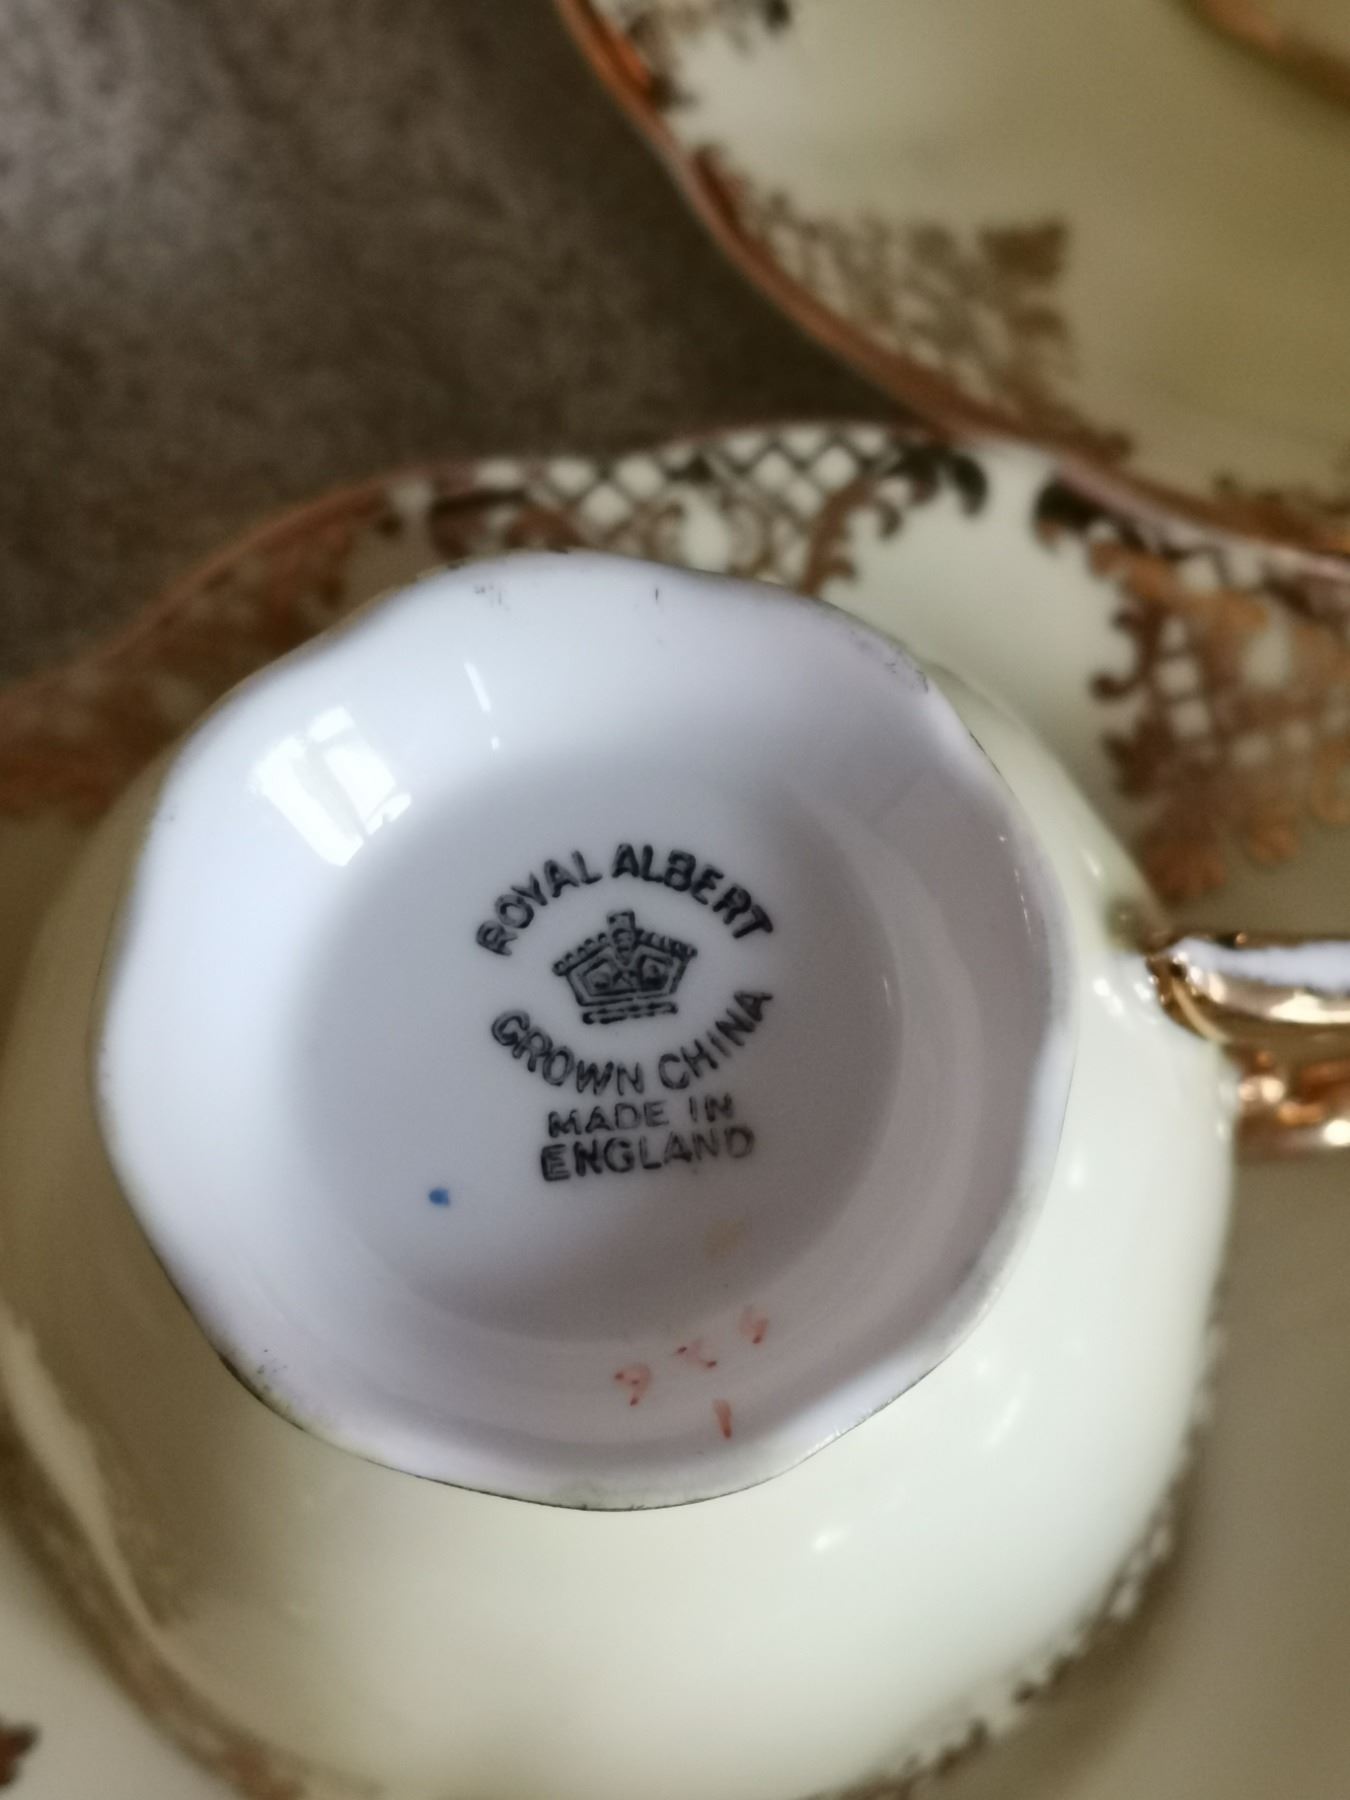 ROYAL ALBERT
CROWN CHINA
MADE IN
ENGLAND